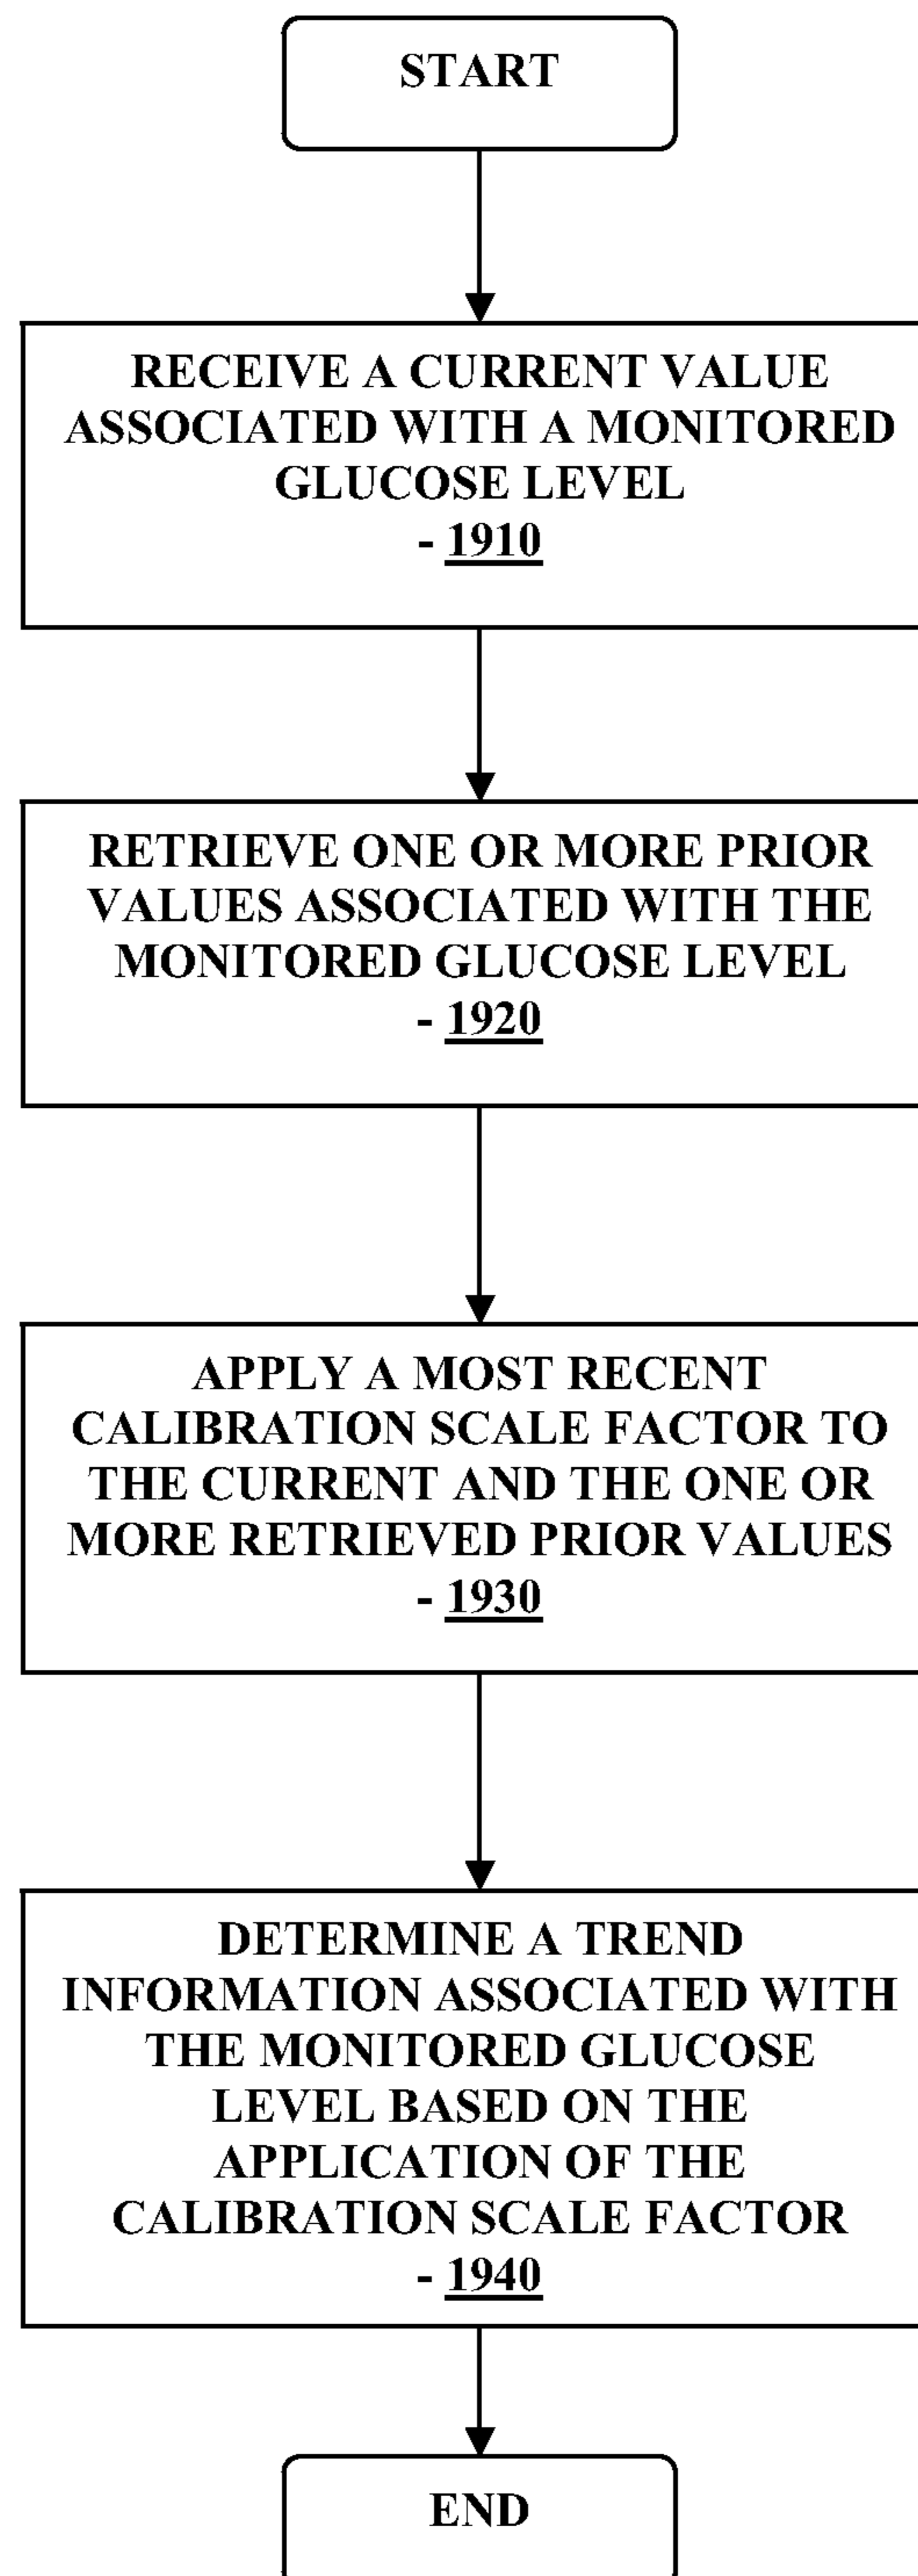 START
RECEIVE A CURRENT VALUE
ASSOCIATED WITH A MONITORED
GLUCOSE LEVEL
- 1910
RETRIEVE ONE OR MORE PRIOR
VALUES ASSOCIATED WITH THE
MONITORED GLUCOSE LEVEL
- 1920
APPLY A MOST RECENT
CALIBRATION SCALE FACTOR TO
THE CURRENT AND THE ONE OR
MORE RETRIEVED PRIOR VALUES
- 1930
DETERMINE A TREND
INFORMATION ASSOCIATED WITH
THE MONITORED GLUCOSE
LEVEL BASED ON THE
APPLICATION OF THE
CALIBRATION SCALE FACTOR
- 1940
END